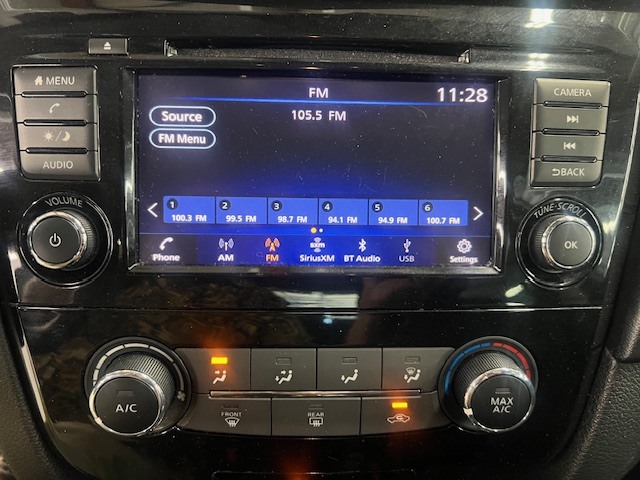 MENU
AUDIO
VOLUME
FM
11:28
Source
105.5 FM
FM Menu
1 2 3 4 5 6
100.3 FM 99.5 FM 98.7 FM 94.1 FM 94.9 FM 100.7 FM
sxm
Phone AM FM SiriusXM BT Audio USB Settings
CAMERA
BACK
TUNE·SCROLL
OK
A/C
FRONT
REAR
MAX
A/C